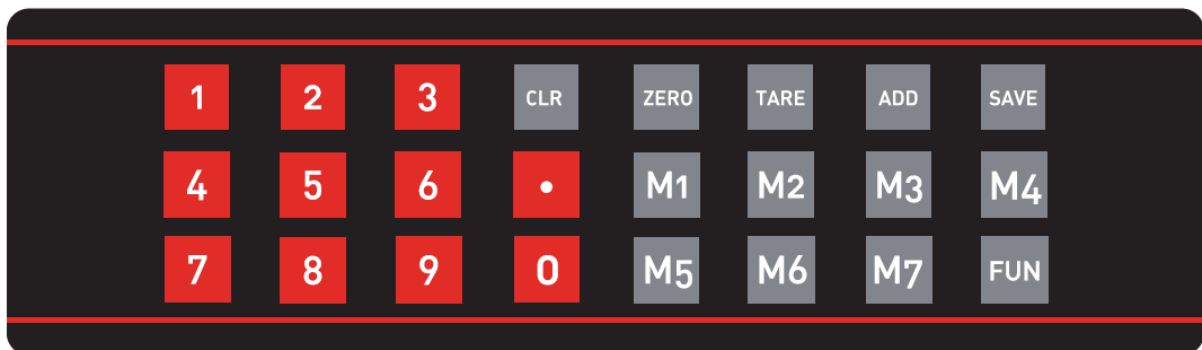 1 2 3 CLR ZERO TARE ADD SAVE
4 5 6 • M1 M2 M3 M4
7 8 9 0 M5 M6 M7 FUN